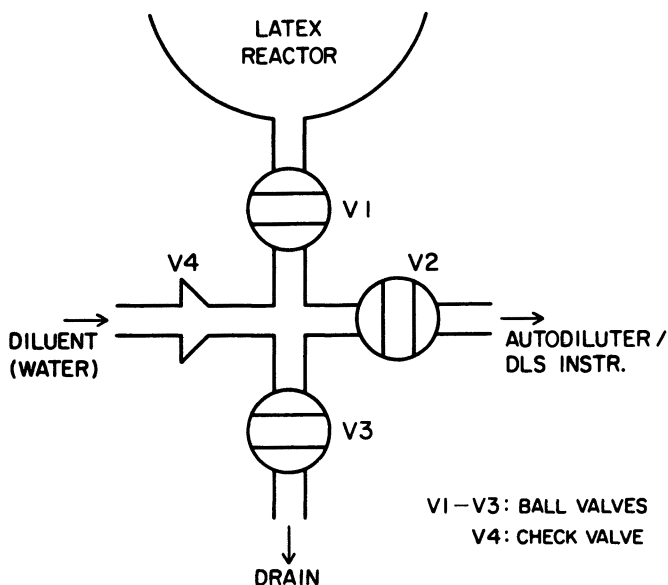 LATEX
REACTOR
V1
V4
V2
DILUENT
(WATER)
AUTODILUTER/
DLS INSTR.
V3
V1–V3: BALL VALVES
V4: CHECK VALVE
DRAIN